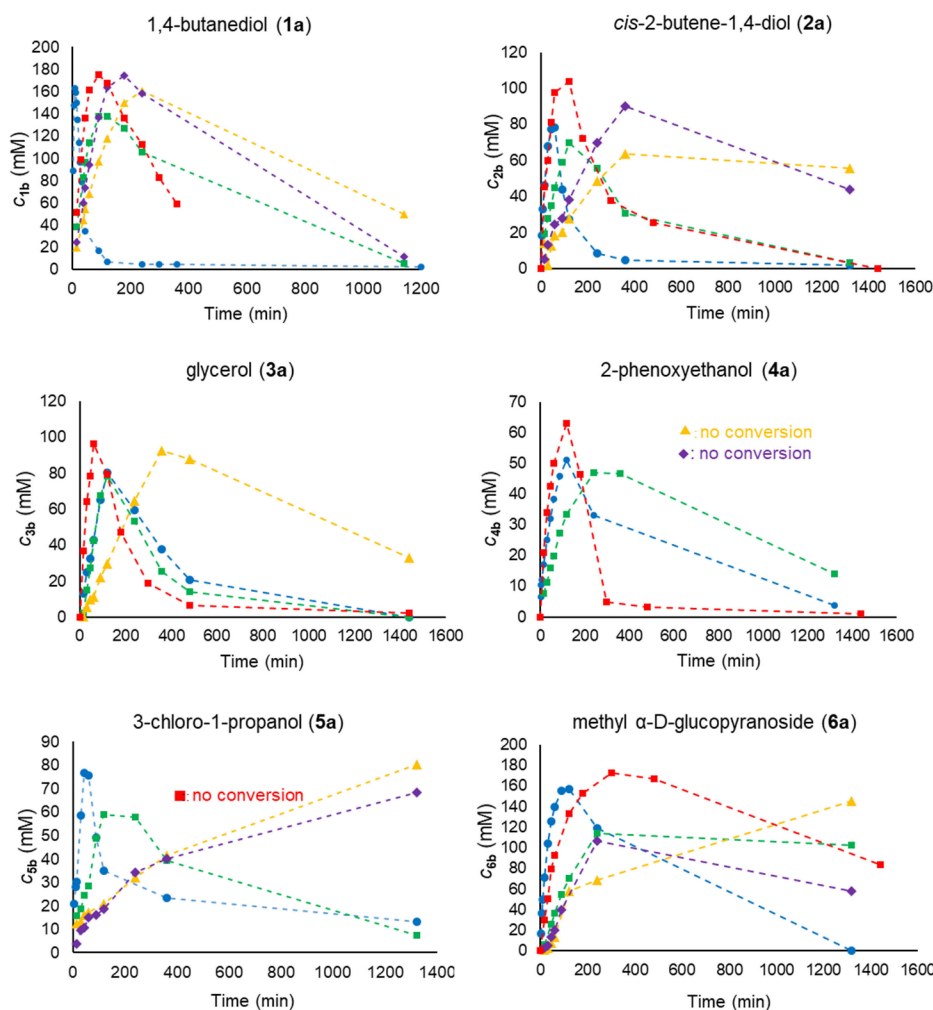 1,4-butanediol (1a)
c1b (mM)
200
180
160
140
120
100
80
60
40
20
0
0 200 400 600 800 1000 1200
Time (min)
cis-2-butene-1,4-diol (2a)
c2b (mM)
120
100
80
60
40
20
0
0 200 400 600 800 1000 1200 1400 1600
Time (min)
glycerol (3a)
c3b (mM)
120
100
80
60
40
20
0
0 200 400 600 800 1000 1200 1400 1600
Time (min)
2-phenoxyethanol (4a)
: no conversion
: no conversion
c4b (mM)
70
60
50
40
30
20
10
0
0 200 400 600 800 1000 1200 1400 1600
Time (min)
3-chloro-1-propanol (5a)
: no conversion
c5b (mM)
90
80
70
60
50
40
30
20
10
0
0 200 400 600 800 1000 1200 1400
Time (min)
methyl α-D-glucopyranoside (6a)
c6b (mM)
200
180
160
140
120
100
80
60
40
20
0
0 200 400 600 800 1000 1200 1400 1600
Time (min)